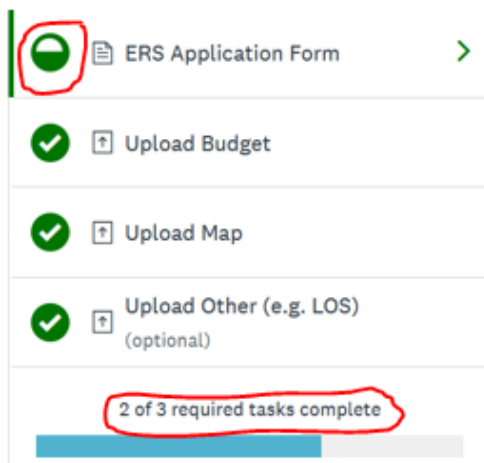 ERS Application Form
Upload Budget
Upload Map
Upload Other (e.g. LOS)
(optional)
2 of 3 required tasks complete